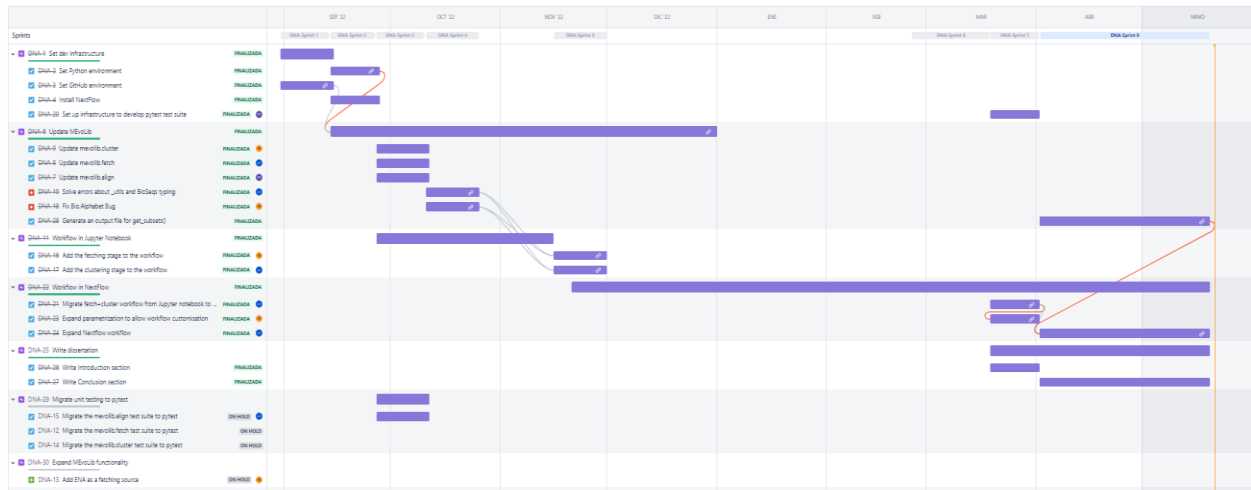 SEP '22 OCT '22 NOV '22 DIC '22 ENE FEB MAR ABR MAYO
Sprints DNA Sprint 1 DNA Sprint 2 DNA Sprint 3 DNA Sprint 4 DNA Sprint 5 DNA Sprint 6 DNA Sprint 7 DNA Sprint 8
DNA-1 Set dev infrastructure FINALIZADA
DNA-2 Set Python environment FINALIZADA
DNA-3 Set GitHub environment FINALIZADA
DNA-4 Install NextFlow FINALIZADA
DNA-20 Set up infrastructure to develop pytest test suite FINALIZADA
Update MEvoLib FINALIZADA
DNA-9 Update mevolib.cluster FINALIZADA
DNA-8 Update mevolib.fetch FINALIZADA
DNA-7 Update mevolib.align FINALIZADA
DNA-19 Solve errors about _utils and BioSeqs typing FINALIZADA
DNA-18 Fix Bio.Alphabet Bug FINALIZADA
DNA-28 Generate an output file for get_subsets() FINALIZADA
DNA-11 Workflow in Jupyter Notebook FINALIZADA
DNA-16 Add the fetching stage to the workflow FINALIZADA
DNA-17 Add the clustering stage to the workflow FINALIZADA
DNA-22 Workflow in NextFlow FINALIZADA
DNA-21 Migrate fetch+cluster workflow from Jupyter notebook to ... FINALIZADA
DNA-23 Expand parametrization to allow workflow customisation FINALIZADA
DNA-24 Expand Nextflow workflow FINALIZADA
DNA-25 Write dissertation
DNA-26 Write Introduction section FINALIZADA
DNA-27 Write Conclusion section FINALIZADA
DNA-29 Migrate unit testing to pytest
DNA-15 Migrate the mevolib.align test suite to pytest ON HOLD
DNA-12 Migrate the mevolib.fetch test suite to pytest ON HOLD
DNA-14 Migrate the mevolib.cluster test suite to pytest ON HOLD
DNA-30 Expand MEvoLib functionality
DNA-13 Add ENA as a fetching source ON HOLD